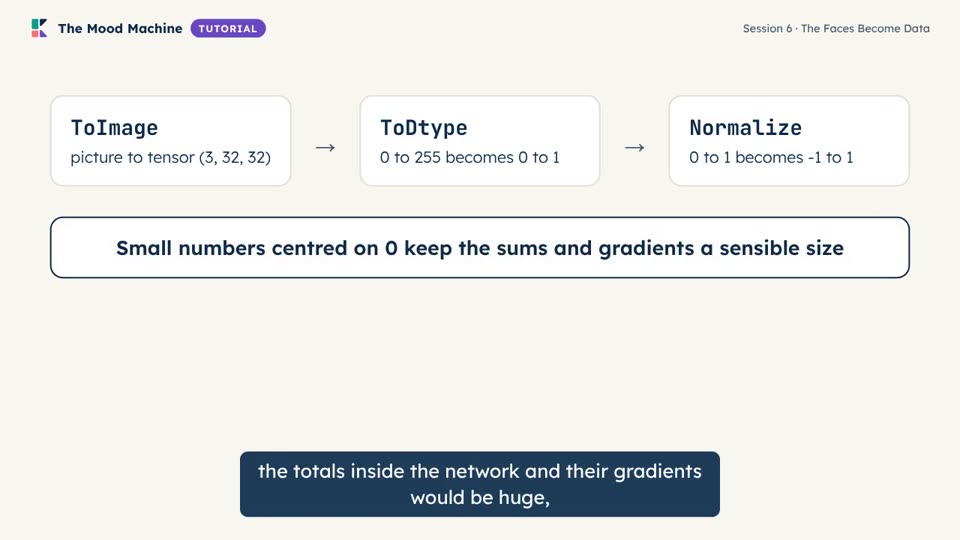 The Mood Machine TUTORIAL
Session 6 · The Faces Become Data
ToImage
picture to tensor (3, 32, 32)
→
ToDtype
0 to 255 becomes 0 to 1
→
Normalize
0 to 1 becomes -1 to 1
Small numbers centred on 0 keep the sums and gradients a sensible size
the totals inside the network and their gradients
would be huge,